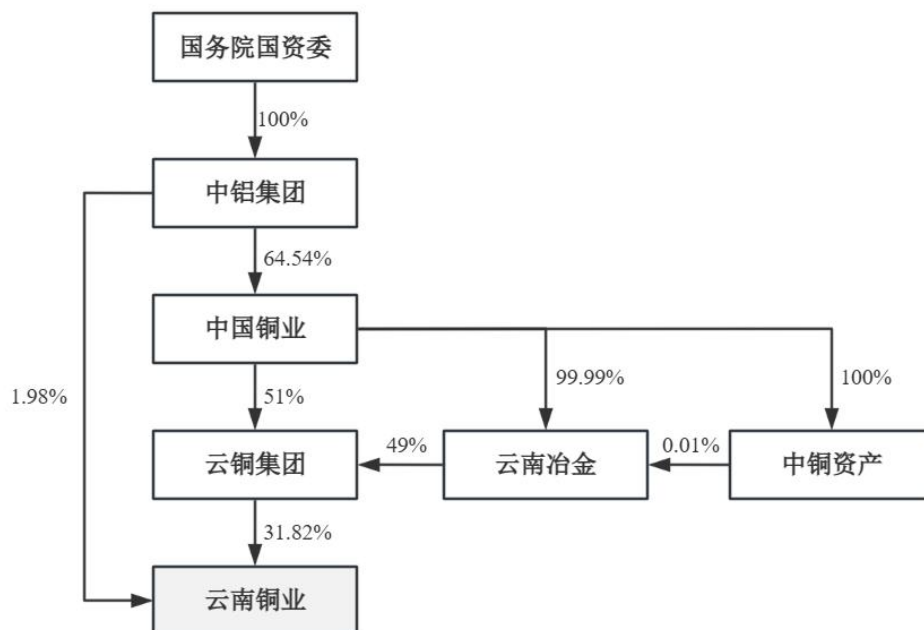 国务院国资委
100%
中铝集团
64.54%
中国铜业
1.98%
51%
99.99%
100%
云铜集团
49%
云南冶金
0.01%
中铜资产
31.82%
云南铜业